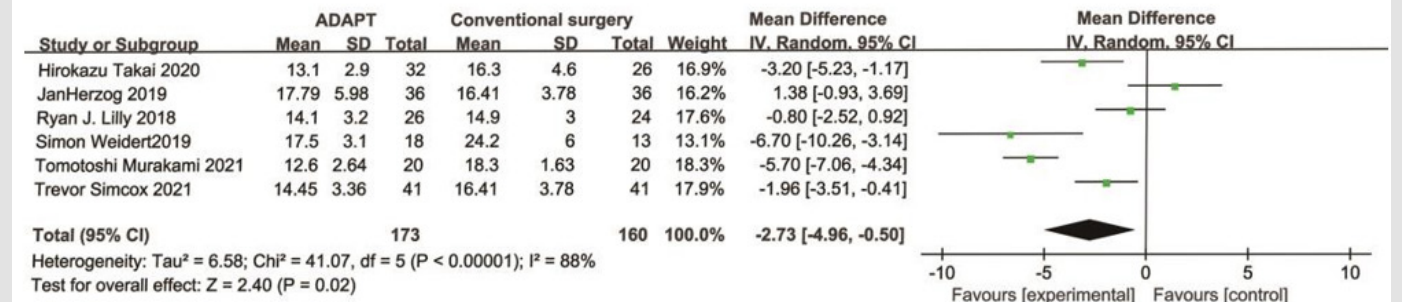 ADAPT Conventional surgery Mean Difference Mean Difference
Study or Subgroup Mean SD Total Mean SD Total Weight IV, Random, 95% CI IV, Random, 95% CI
Hirokazu Takai 2020 13.1 2.9 32 16.3 4.6 26 16.9% -3.20 [-5.23, -1.17]
JanHerzog 2019 17.79 5.98 36 16.41 3.78 36 16.2% 1.38 [-0.93, 3.69]
Ryan J. Lilly 2018 14.1 3.2 26 14.9 3 24 17.6% -0.80 [-2.52, 0.92]
Simon Weidert2019 17.5 3.1 18 24.2 6 13 13.1% -6.70 [-10.26, -3.14]
Tomotoshi Murakami 2021 12.6 2.64 20 18.3 1.63 20 18.3% -5.70 [-7.06, -4.34]
Trevor Simcox 2021 14.45 3.36 41 16.41 3.78 41 17.9% -1.96 [-3.51, -0.41]
Total (95% CI) 173 160 100.0% -2.73 [-4.96, -0.50]
Heterogeneity: Tau² = 6.58; Chi² = 41.07, df = 5 (P < 0.00001); I² = 88%
Test for overall effect: Z = 2.40 (P = 0.02)
-10 -5 0 5 10
Favours [experimental] Favours [control]